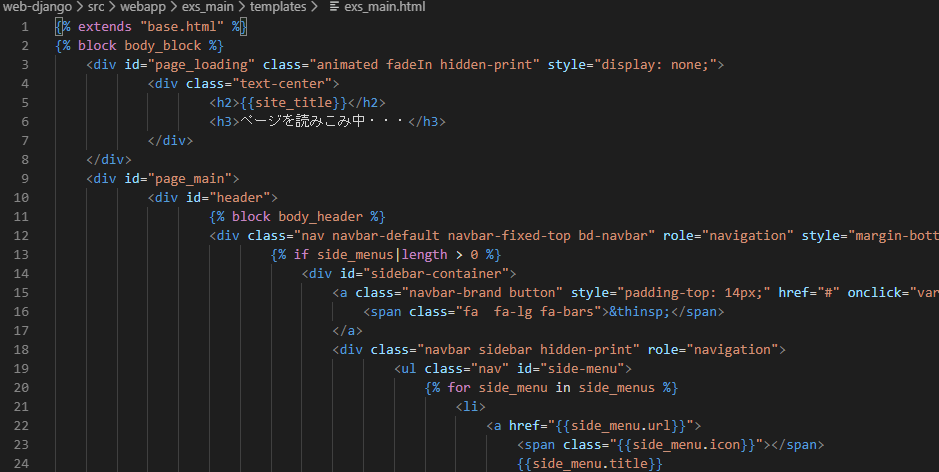 web-django > src > webapp > exs_main > templates > exs_main.html
1 {% extends "base.html" %}
2 {% block body_block %}
3 <div id="page_loading" class="animated fadeIn hidden-print" style="display: none;">
4 <div class="text-center">
5 <h2>{{site_title}}</h2>
6 <h3>ページを読みこみ中・・・</h3>
7 </div>
8 </div>
9 <div id="page_main">
10 <div id="header">
11 {% block body_header %}
12 <div class="nav navbar-default navbar-fixed-top bd-navbar" role="navigation" style="margin-bott
13 {% if side_menus|length > 0 %}
14 <div id="sidebar-container">
15 <a class="navbar-brand button" style="padding-top: 14px;" href="#" onclick="var
16 <span class="fa  fa-lg fa-bars">&thinsp;</span>
17 </a>
18 <div class="navbar sidebar hidden-print" role="navigation">
19 <ul class="nav" id="side-menu">
20 {% for side_menu in side_menus %}
21 <li>
22 <a href="{{side_menu.url}}">
23 <span class="{{side_menu.icon}}"></span>
24 {{side_menu.title}}